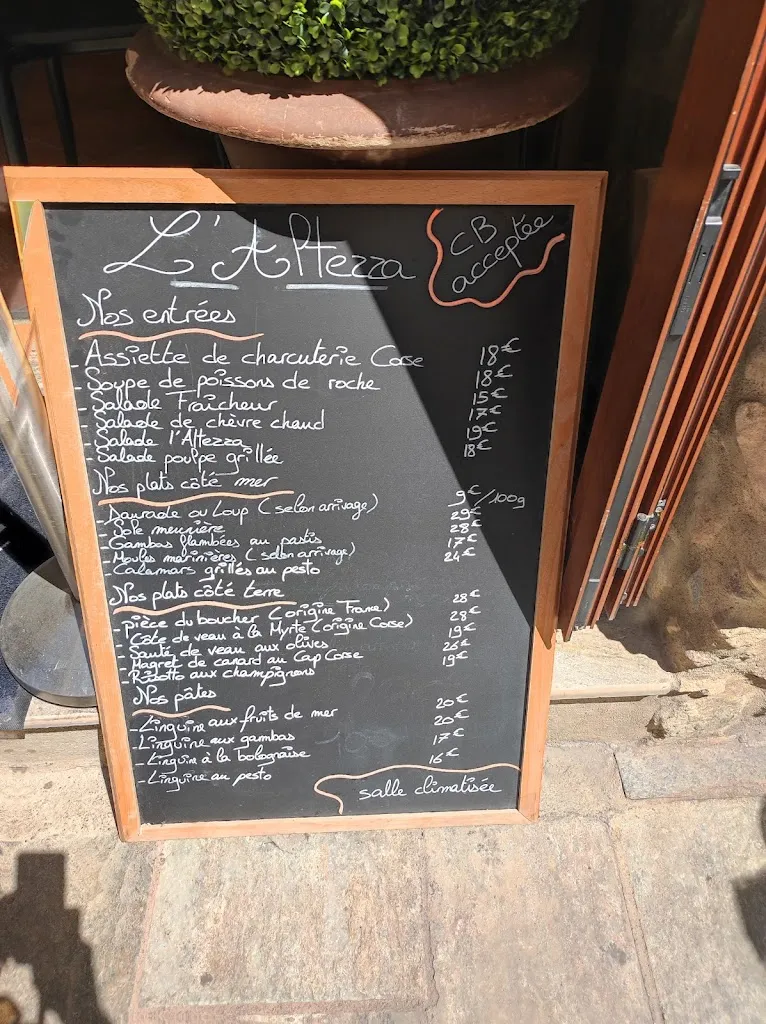 L'Altezza
CB acceptée
Nos entrées
- Assiette de charcuterie Corse 18€
- Soupe de poissons de roche 18€
- Salade Fraîcheur 15€
- Salade de chèvre chaud 17€
- Salade l'Altezza 19€
- Salade poulpe grillée 18€
Nos plats côté mer
- Daurade ou Loup (selon arrivage) 9€/100g
- Sole meunière 29€
- Gambas flambées au pastis 28€
- Moules marinières (selon arrivage) 17€
- Calamars grillés au pesto 24€
Nos plats côté terre
- pièce du boucher (origine France) 28€
- Côte de veau à la Myrte (origine Corse) 28€
- Sauté de veau aux olives 19€
- Magret de canard au Cap Corse 26€
- Risotto aux champignons 19€
Nos pâtes
- Linguine aux fruits de mer 20€
- Linguine aux gambas 20€
- Linguine à la bolognaise 17€
- Linguine au pesto 16€
salle climatisée